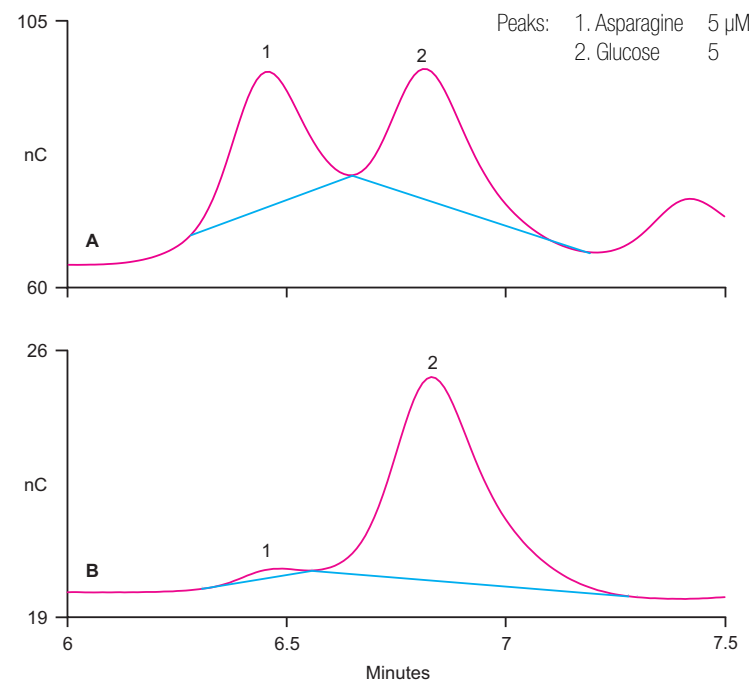 105
Peaks: 1. Asparagine 5 µM
2. Glucose 5
1
2
nC
A
60
26
2
nC
1
B
19
6 6.5 7 7.5
Minutes